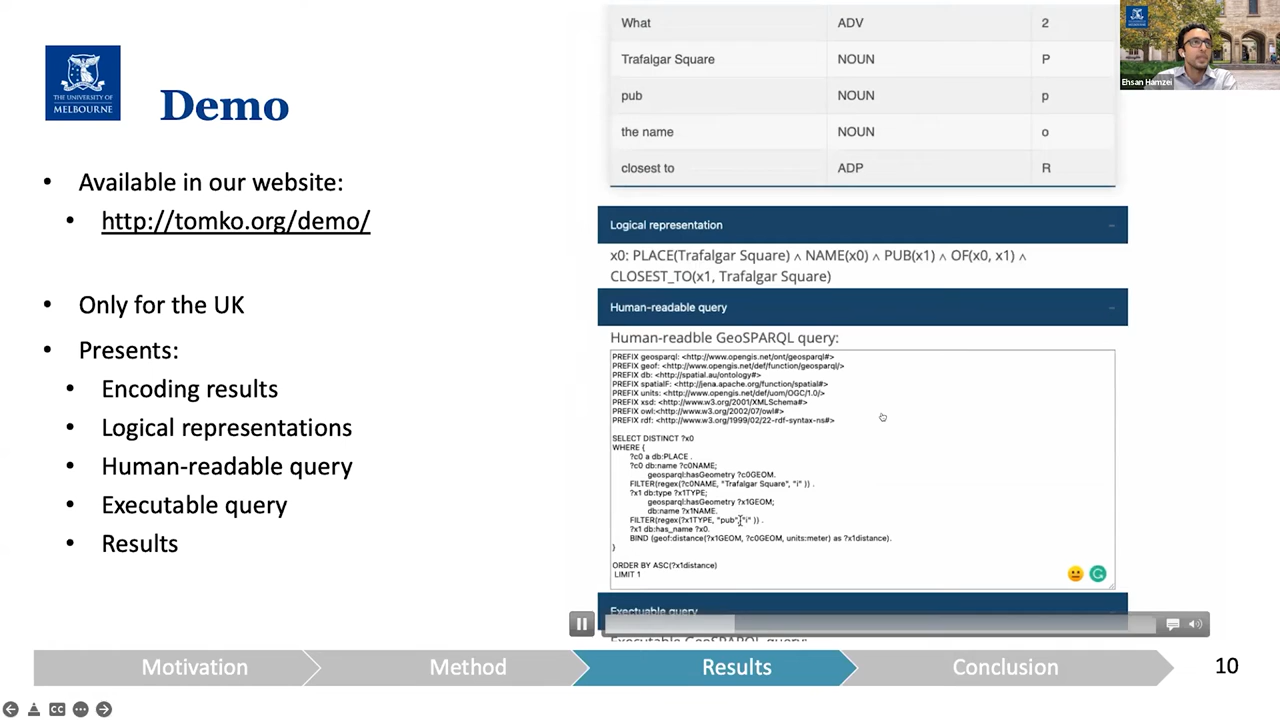 THE UNIVERSITY OF
MELBOURNE
Demo
• Available in our website:
• http://tomko.org/demo/
• Only for the UK
• Presents:
• Encoding results
• Logical representations
• Human-readable query
• Executable query
• Results
What ADV 2
Trafalgar Square NOUN P
pub NOUN p
the name NOUN o
closest to ADP R
Logical representation
x0: PLACE(Trafalgar Square) ∧ NAME(x0) ∧ PUB(x1) ∧ OF(x0, x1) ∧
CLOSEST_TO(x1, Trafalgar Square)
Human-readable query
Human-readble GeoSPARQL query:
PREFIX geosparql: <http://www.opengis.net/ont/geosparql#>
PREFIX geof: <http://www.opengis.net/def/function/geosparql/>
PREFIX db: <http://spatial.au/ontology#>
PREFIX spatialF: <http://jena.apache.org/function/spatial#>
PREFIX units: <http://www.opengis.net/def/uom/OGC/1.0/>
PREFIX xsd: <http://www.w3.org/2001/XMLSchema#>
PREFIX owl:<http://www.w3.org/2002/07/owl#>
PREFIX rdf: <http://www.w3.org/1999/02/22-rdf-syntax-ns#>
SELECT DISTINCT ?x0
WHERE {
?c0 a db:PLACE .
?c0 db:name ?c0NAME;
geosparql:hasGeometry ?c0GEOM.
FILTER(regex(?c0NAME, "Trafalgar Square", "i" )) .
?x1 db:type ?x1TYPE;
geosparql:hasGeometry ?x1GEOM;
db:name ?x1NAME.
FILTER(regex(?x1TYPE, "pub", "i" )) .
?x1 db:has_name ?x0.
BIND (geof:distance(?x1GEOM, ?c0GEOM, units:meter) as ?x1distance).
}
ORDER BY ASC(?x1distance)
LIMIT 1
Exectuable query
Executable GeoSPARQL query:
Ehsan Hamzei
Motivation Method Results Conclusion 10
CC